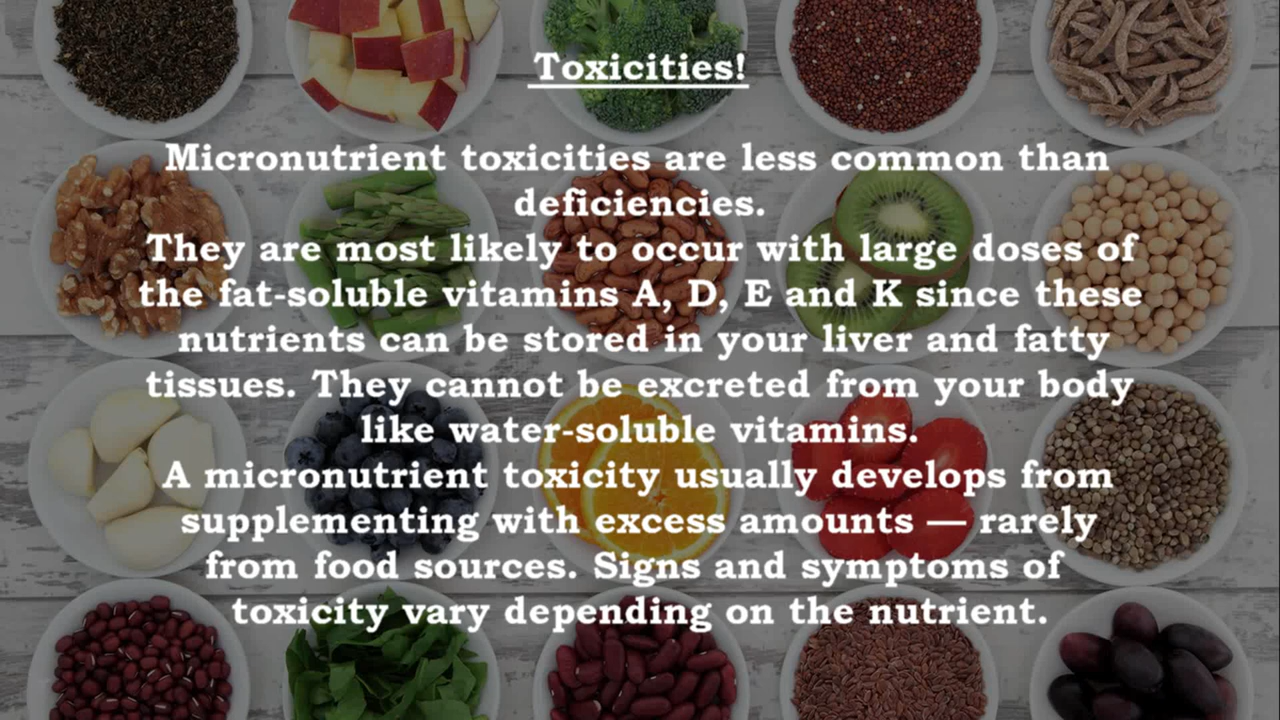 Toxicities!
Micronutrient toxicities are less common than
deficiencies.
They are most likely to occur with large doses of
the fat-soluble vitamins A, D, E and K since these
nutrients can be stored in your liver and fatty
tissues. They cannot be excreted from your body
like water-soluble vitamins.
A micronutrient toxicity usually develops from
supplementing with excess amounts — rarely
from food sources. Signs and symptoms of
toxicity vary depending on the nutrient.